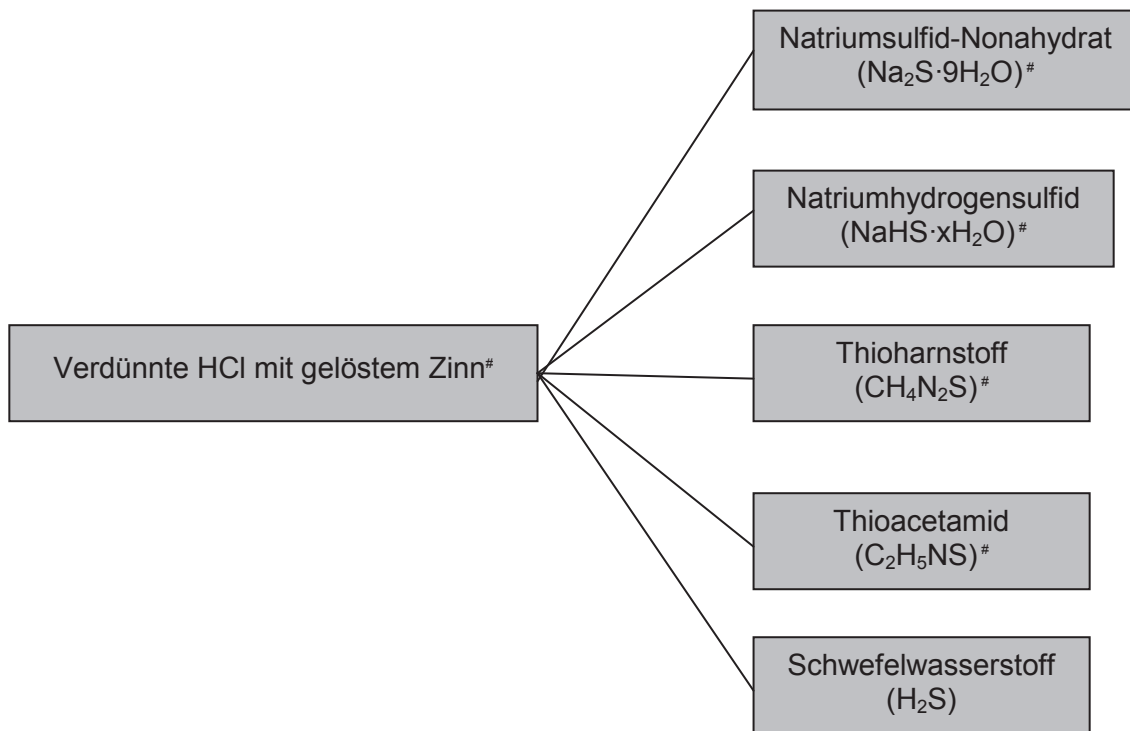 Natriumsulfid-Nonahydrat
(Na₂S·9H₂O)#
Natriumhydrogensulfid
(NaHS·xH₂O)#
Verdünnte HCl mit gelöstem Zinn#
Thioharnstoff
(CH₄N₂S)#
Thioacetamid
(C₂H₅NS)#
Schwefelwasserstoff
(H₂S)